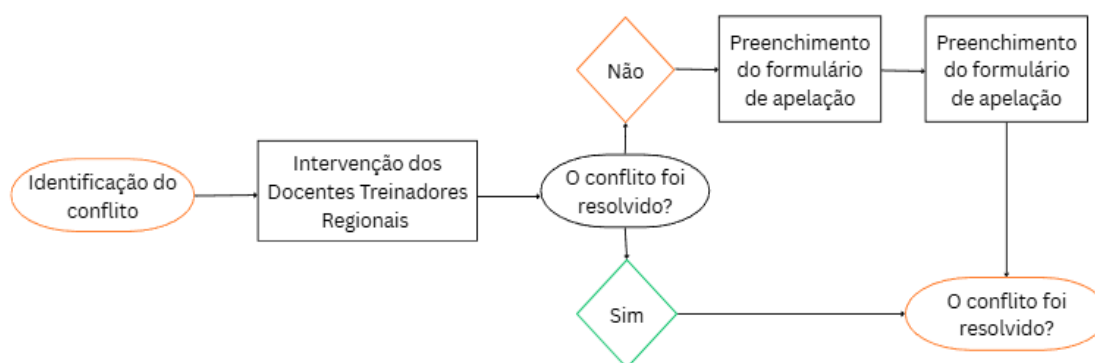 Identificação do
conflito
Intervenção dos
Docentes Treinadores
Regionais
O conflito foi
resolvido?
Não
Preenchimento
do formulário
de apelação
Preenchimento
do formulário
de apelação
Sim
O conflito foi
resolvido?